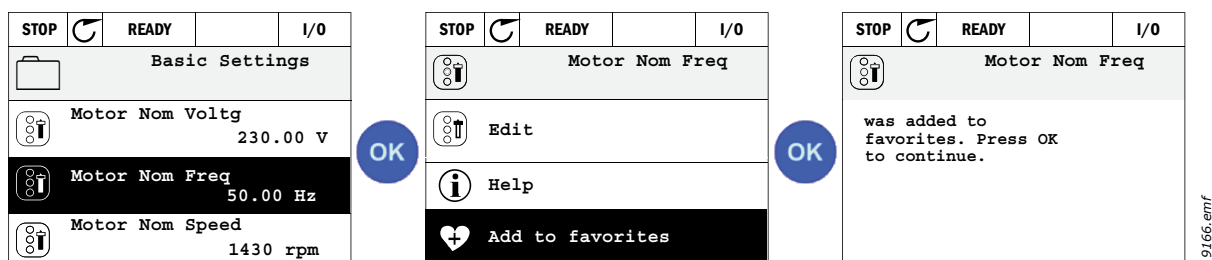 STOP READY I/O
Basic Settings
Motor Nom Voltg
230.00 V
Motor Nom Freq
50.00 Hz
Motor Nom Speed
1430 rpm
OK
STOP READY I/O
Motor Nom Freq
Edit
Help
Add to favorites
OK
STOP READY I/O
Motor Nom Freq
was added to
favorites. Press OK
to continue.
9166.emf